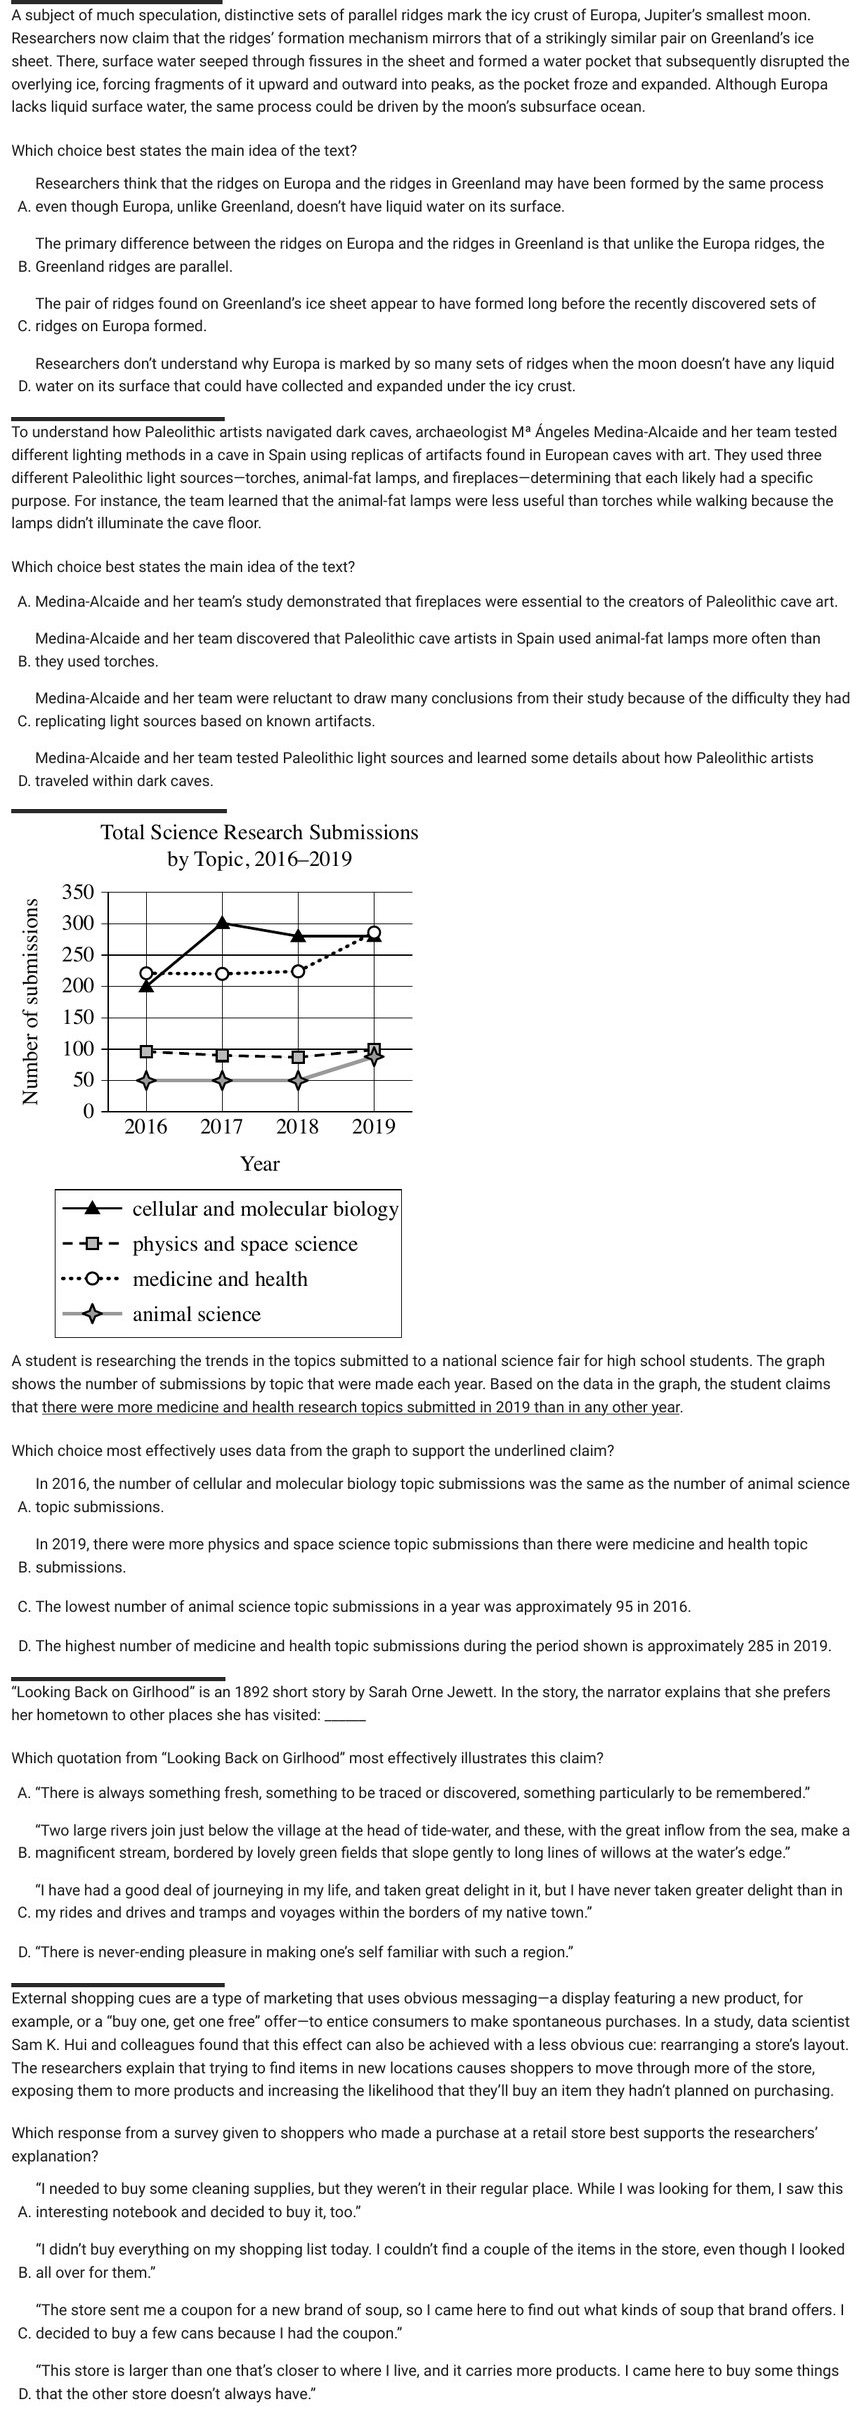 A subject of much speculation, distinctive sets of parallel ridges mark the icy crust of Europa, Jupiter's smallest moon.
Researchers now claim that the ridges' formation mechanism mirrors that of a strikingly similar pair on Greenland's ice
sheet. There, surface water seeped through fissures in the sheet and formed a water pocket that subsequently disrupted the
overlying ice, forcing fragments of it upward and outward into peaks, as the pocket froze and expanded. Although Europa
lacks liquid surface water, the same process could be driven by the moon's subsurface ocean.
Which choice best states the main idea of the text?
Researchers think that the ridges on Europa and the ridges in Greenland may have been formed by the same process
A. even though Europa, unlike Greenland, doesn't have liquid water on its surface.
The primary difference between the ridges on Europa and the ridges in Greenland is that unlike the Europa ridges, the
B. Greenland ridges are parallel.
The pair of ridges found on Greenland's ice sheet appear to have formed long before the recently discovered sets of
C. ridges on Europa formed.
Researchers don't understand why Europa is marked by so many sets of ridges when the moon doesn't have any liquid
D. water on its surface that could have collected and expanded under the icy crust.
To understand how Paleolithic artists navigated dark caves, archaeologist Mª Ángeles Medina-Alcaide and her team tested
different lighting methods in a cave in Spain using replicas of artifacts found in European caves with art. They used three
different Paleolithic light sources—torches, animal-fat lamps, and fireplaces—determining that each likely had a specific
purpose. For instance, the team learned that the animal-fat lamps were less useful than torches while walking because the
lamps didn't illuminate the cave floor.
Which choice best states the main idea of the text?
A. Medina-Alcaide and her team's study demonstrated that fireplaces were essential to the creators of Paleolithic cave art.
Medina-Alcaide and her team discovered that Paleolithic cave artists in Spain used animal-fat lamps more often than
B. they used torches.
Medina-Alcaide and her team were reluctant to draw many conclusions from their study because of the difficulty they had
C. replicating light sources based on known artifacts.
Medina-Alcaide and her team tested Paleolithic light sources and learned some details about how Paleolithic artists
D. traveled within dark caves.
Total Science Research Submissions
by Topic, 2016–2019
Number of submissions
350
300
250
200
150
100
50
0
2016 2017 2018 2019
Year
cellular and molecular biology
physics and space science
medicine and health
animal science
A student is researching the trends in the topics submitted to a national science fair for high school students. The graph
shows the number of submissions by topic that were made each year. Based on the data in the graph, the student claims
that there were more medicine and health research topics submitted in 2019 than in any other year.
Which choice most effectively uses data from the graph to support the underlined claim?
In 2016, the number of cellular and molecular biology topic submissions was the same as the number of animal science
A. topic submissions.
In 2019, there were more physics and space science topic submissions than there were medicine and health topic
B. submissions.
C. The lowest number of animal science topic submissions in a year was approximately 95 in 2016.
D. The highest number of medicine and health topic submissions during the period shown is approximately 285 in 2019.
"Looking Back on Girlhood" is an 1892 short story by Sarah Orne Jewett. In the story, the narrator explains that she prefers
her hometown to other places she has visited: ______
Which quotation from "Looking Back on Girlhood" most effectively illustrates this claim?
A. "There is always something fresh, something to be traced or discovered, something particularly to be remembered."
"Two large rivers join just below the village at the head of tide-water, and these, with the great inflow from the sea, make a
B. magnificent stream, bordered by lovely green fields that slope gently to long lines of willows at the water's edge."
"I have had a good deal of journeying in my life, and taken great delight in it, but I have never taken greater delight than in
C. my rides and drives and tramps and voyages within the borders of my native town."
D. "There is never-ending pleasure in making one's self familiar with such a region."
External shopping cues are a type of marketing that uses obvious messaging—a display featuring a new product, for
example, or a "buy one, get one free" offer—to entice consumers to make spontaneous purchases. In a study, data scientist
Sam K. Hui and colleagues found that this effect can also be achieved with a less obvious cue: rearranging a store's layout.
The researchers explain that trying to find items in new locations causes shoppers to move through more of the store,
exposing them to more products and increasing the likelihood that they'll buy an item they hadn't planned on purchasing.
Which response from a survey given to shoppers who made a purchase at a retail store best supports the researchers'
explanation?
"I needed to buy some cleaning supplies, but they weren't in their regular place. While I was looking for them, I saw this
A. interesting notebook and decided to buy it, too."
"I didn't buy everything on my shopping list today. I couldn't find a couple of the items in the store, even though I looked
B. all over for them."
"The store sent me a coupon for a new brand of soup, so I came here to find out what kinds of soup that brand offers. I
C. decided to buy a few cans because I had the coupon."
"This store is larger than one that's closer to where I live, and it carries more products. I came here to buy some things
D. that the other store doesn't always have."